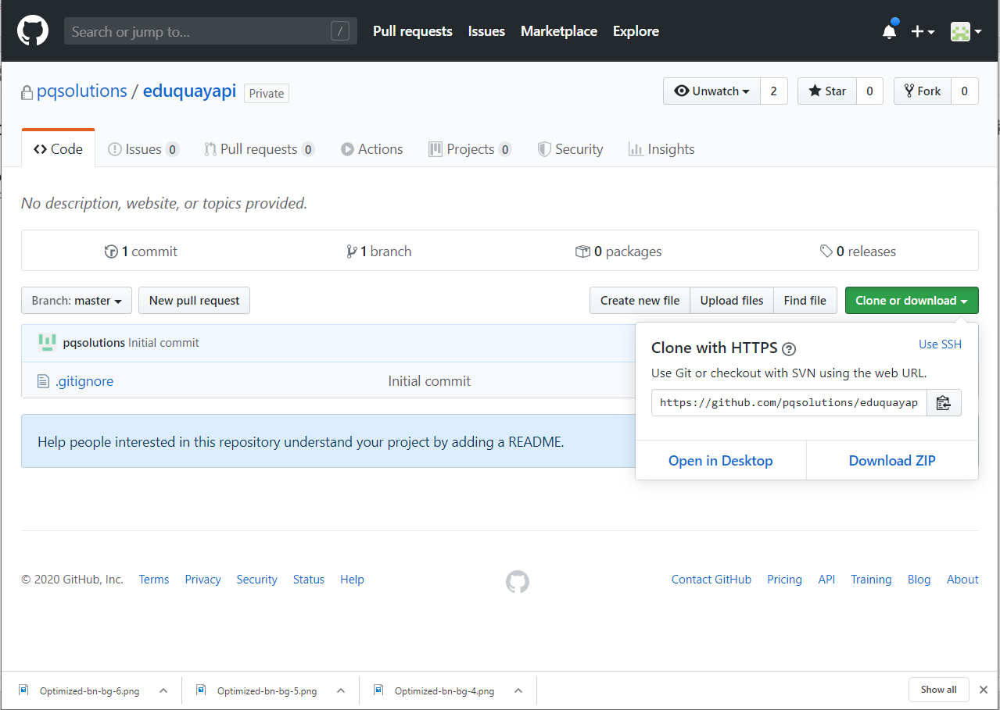 Search or jump to... / Pull requests Issues Marketplace Explore
pqsolutions / eduquayapi Private Unwatch 2 Star 0 Fork 0
Code Issues 0 Pull requests 0 Actions Projects 0 Security Insights
No description, website, or topics provided.
1 commit 1 branch 0 packages 0 releases
Branch: master New pull request Create new file Upload files Find file Clone or download
pqsolutions Initial commit
.gitignore Initial commit
Help people interested in this repository understand your project by adding a README.
Clone with HTTPS ? Use SSH
Use Git or checkout with SVN using the web URL.
https://github.com/pqsolutions/eduquayap
Open in Desktop Download ZIP
© 2020 GitHub, Inc. Terms Privacy Security Status Help Contact GitHub Pricing API Training Blog About
Optimized-bn-bg-6.png Optimized-bn-bg-5.png Optimized-bn-bg-4.png Show all